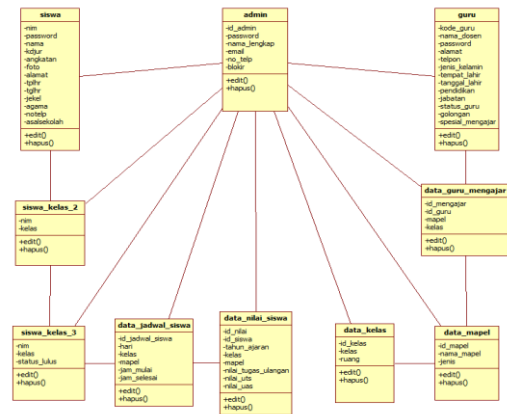 siswa
-nim
-password
-nama
-kdjur
-angkatan
-foto
-alamat
-tplhr
-tglhr
-jekel
-agama
-notelp
-asalsekolah
+edit()
+hapus()
admin
-id_admin
-password
-nama_lengkap
-email
-no_telp
-blokir
+edit()
+hapus()
guru
-kode_guru
-nama_dosen
-password
-alamat
-telpon
-jenis_kelamin
-tempat_lahir
-tanggal_lahir
-pendidikan
-jabatan
-status_guru
-golongan
-spesial_mengajar
+edit()
+hapus()
siswa_kelas_2
-nim
-kelas
+edit()
+hapus()
data_guru_mengajar
-id_mengajar
-id_guru
-mapel
-kelas
+edit()
+hapus()
siswa_kelas_3
-nim
-kelas
-status_lulus
+edit()
+hapus()
data_jadwal_siswa
-id_jadwal_siswa
-hari
-kelas
-mapel
-jam_mulai
-jam_selesai
+edit()
+hapus()
data_nilai_siswa
-id_nilai
-id_siswa
-tahun_ajaran
-kelas
-mapel
-nilai_tugas_ulangan
-nilai_uts
-nilai_uas
+edit()
+hapus()
data_kelas
-id_kelas
-kelas
-ruang
+edit()
+hapus()
data_mapel
-id_mapel
-nama_mapel
-jenis
+edit()
+hapus()